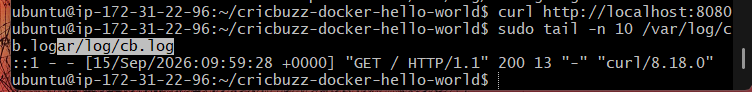 ubuntu@ip-172-31-22-96:~/cricbuzz-docker-hello-world$ curl http://localhost:8080
ubuntu@ip-172-31-22-96:~/cricbuzz-docker-hello-world$ sudo tail -n 10 /var/log/c
b.logar/log/cb.log
::1 - - [15/Sep/2026:09:59:28 +0000] "GET / HTTP/1.1" 200 13 "-" "curl/8.18.0"
ubuntu@ip-172-31-22-96:~/cricbuzz-docker-hello-world$